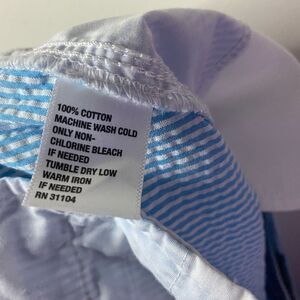 100% COTTON
MACHINE WASH COLD
ONLY NON-
CHLORINE BLEACH
IF NEEDED
TUMBLE DRY LOW
WARM IRON
IF NEEDED
RN 31104